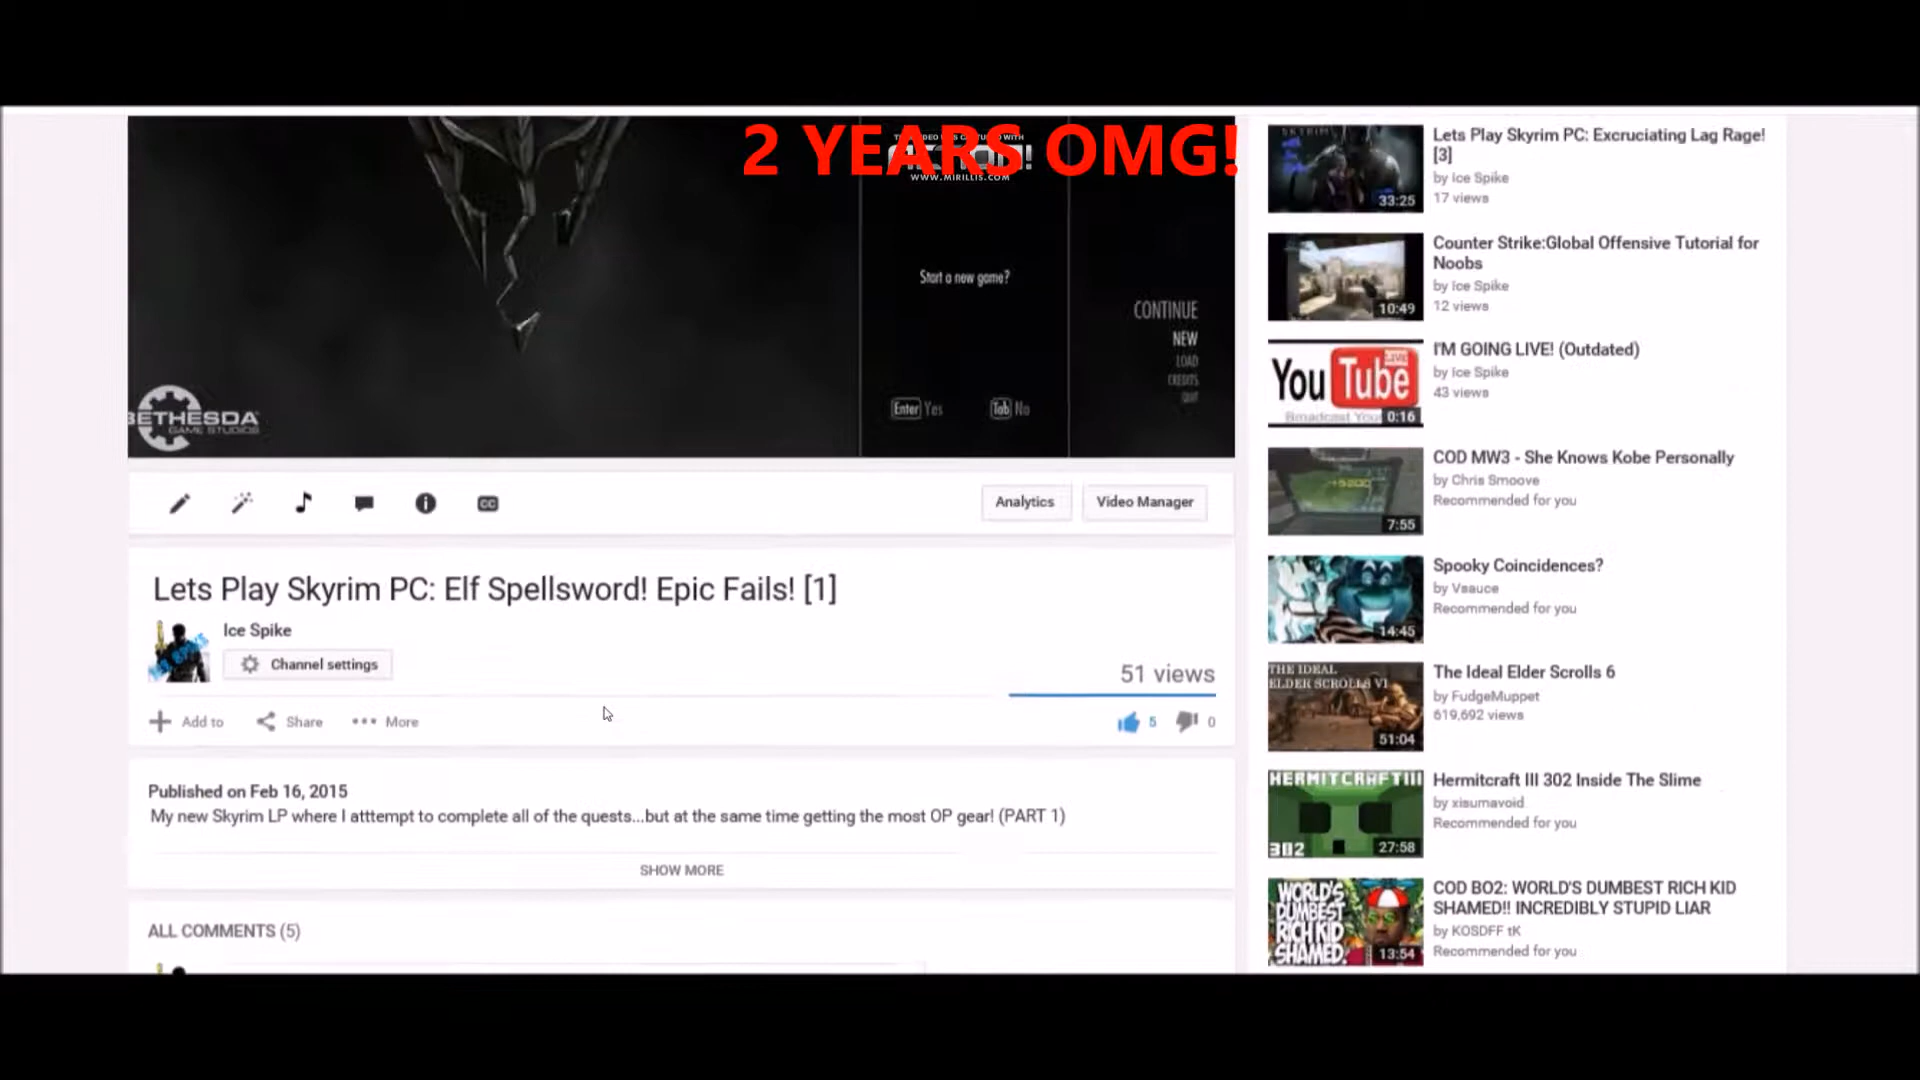 2 YEARS OMG!
WWW.MIRILLIS.COM
Start a new game?
Enter Yes
Tab No
CONTINUE
NEW
LOAD
CREDITS
QUIT
BETHESDA
GAME STUDIOS
Analytics
Video Manager
Lets Play Skyrim PC: Elf Spellsword! Epic Fails! [1]
Ice Spike
Channel settings
51 views
Add to
Share
More
5
0
Published on Feb 16, 2015
My new Skyrim LP where I atttempt to complete all of the quests...but at the same time getting the most OP gear! (PART 1)
SHOW MORE
ALL COMMENTS (5)
SKYRIM
33:25
Lets Play Skyrim PC: Excruciating Lag Rage!
[3]
by Ice Spike
17 views
10:49
Counter Strike:Global Offensive Tutorial for
Noobs
by Ice Spike
12 views
LIVE
You Tube
Broadcast You
0:16
I'M GOING LIVE! (Outdated)
by Ice Spike
43 views
+5200
7:55
COD MW3 - She Knows Kobe Personally
by Chris Smoove
Recommended for you
14:45
Spooky Coincidences?
by Vsauce
Recommended for you
THE IDEAL
ELDER SCROLLS VI
51:04
The Ideal Elder Scrolls 6
by FudgeMuppet
619,692 views
HERMITCRAFT III
302
27:58
Hermitcraft III 302 Inside The Slime
by xisumavoid
Recommended for you
WORLD'S
DUMBEST
RICH KID
SHAMED!
13:54
COD BO2: WORLD'S DUMBEST RICH KID
SHAMED!! INCREDIBLY STUPID LIAR
by KOSDFF tK
Recommended for you